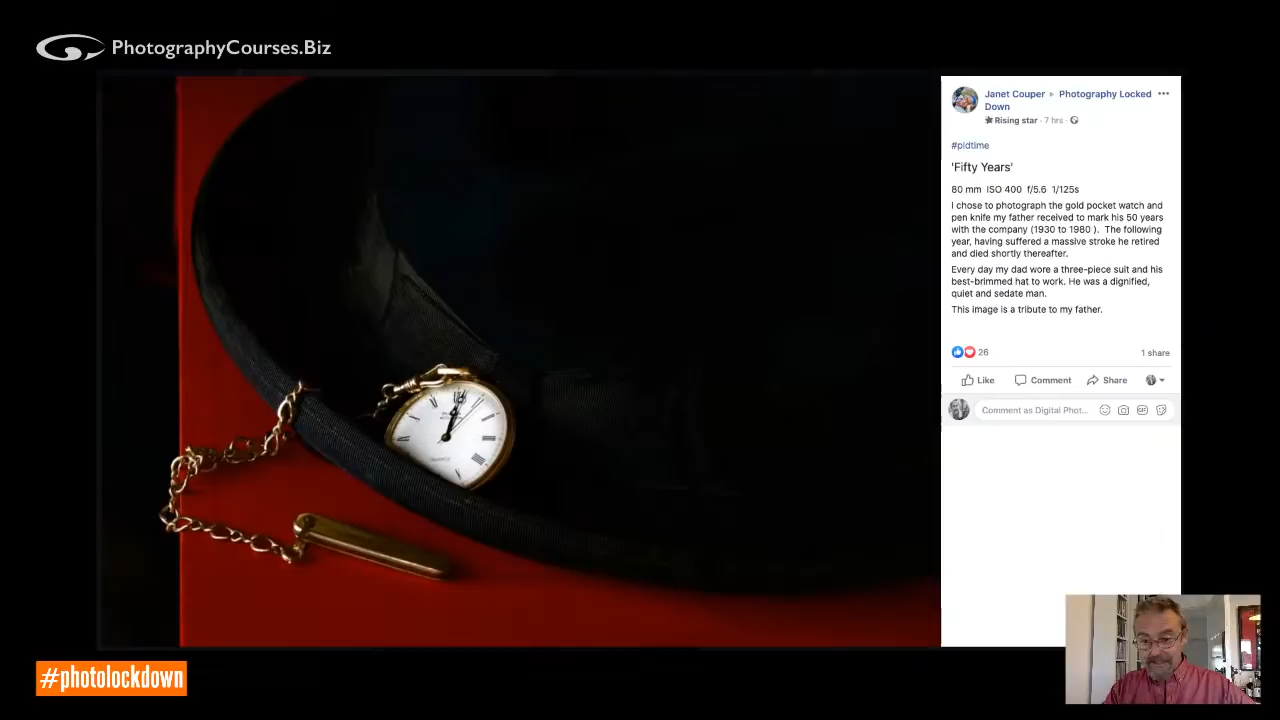 PhotographyCourses.Biz
Janet Couper ▸ Photography Locked
Down
Rising star · 7 hrs ·
#pldtime
'Fifty Years'
80 mm ISO 400 f/5.6 1/125s
I chose to photograph the gold pocket watch and
pen knife my father received to mark his 50 years
with the company (1930 to 1980 ). The following
year, having suffered a massive stroke he retired
and died shortly thereafter.
Every day my dad wore a three-piece suit and his
best-brimmed hat to work. He was a dignified,
quiet and sedate man.
This image is a tribute to my father.
26
1 share
Like
Comment
Share
Comment as Digital Phot...
#photolockdown